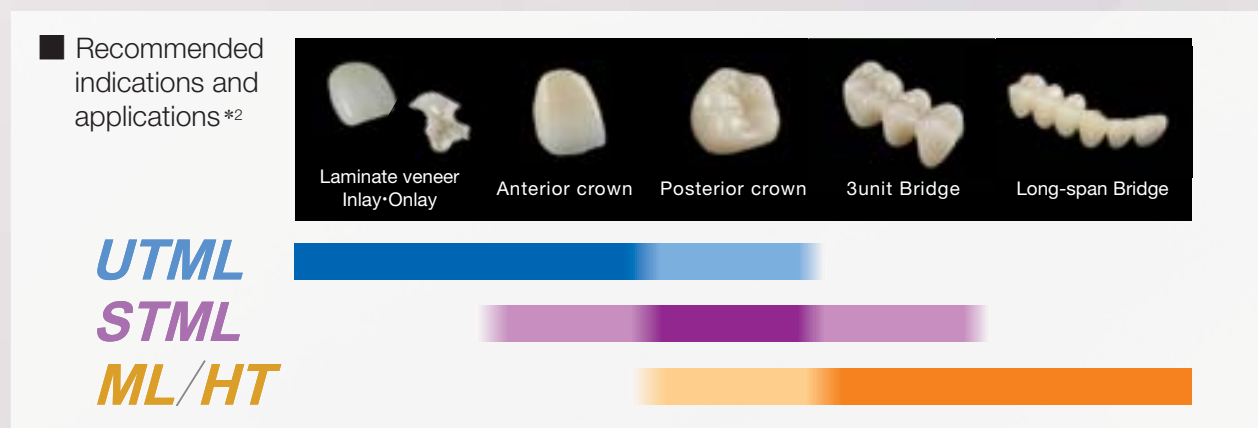 ■ Recommended
indications and
applications *2
Laminate veneer
Inlay·Onlay
Anterior crown
Posterior crown
3unit Bridge
Long-span Bridge
UTML
STML
ML/HT